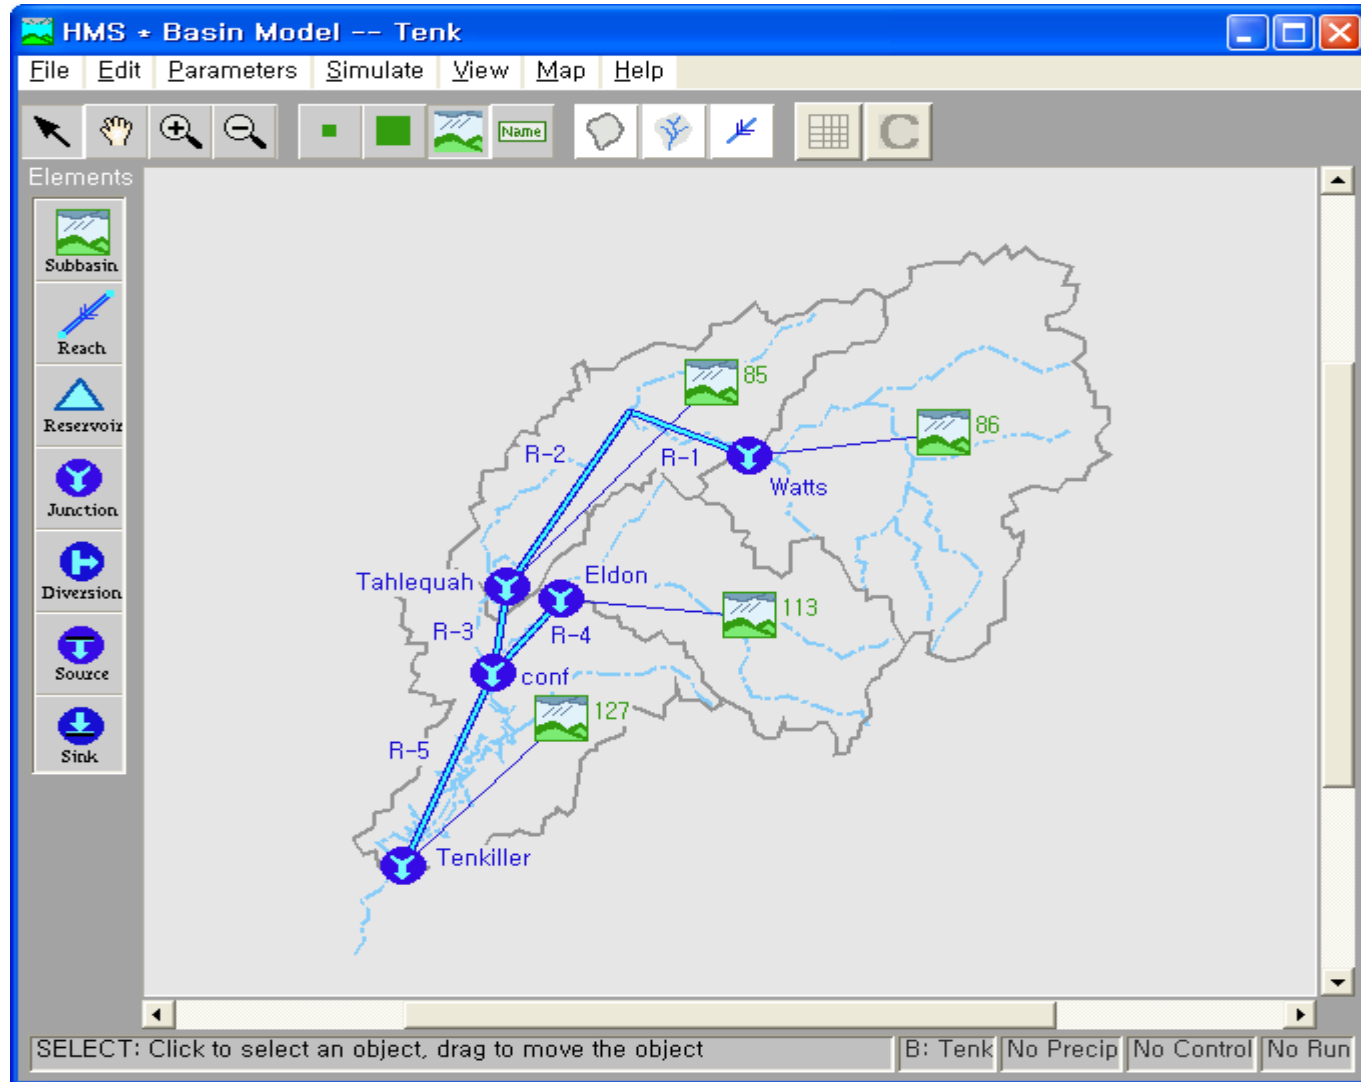 HMS * Basin Model -- Tenk
File Edit Parameters Simulate View Map Help
Name
C
Elements
Subbasin
Reach
Reservoir
Junction
Diversion
Source
Sink
85
86
R-2
R-1
Watts
Tahlequah
Eldon
113
R-3
R-4
conf
127
R-5
Tenkiller
SELECT: Click to select an object, drag to move the object
B: Tenk No Precip No Control No Run